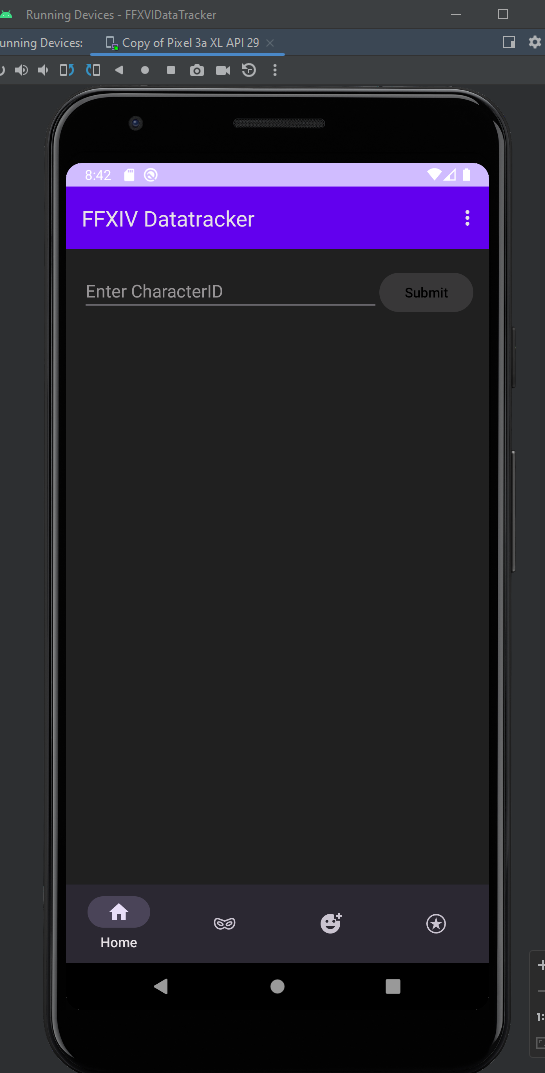 Running Devices - FFXVIDataTracker
unning Devices:
Copy of Pixel 3a XL API 29
8:42
FFXIV Datatracker
Enter CharacterID
Submit
Home
1: